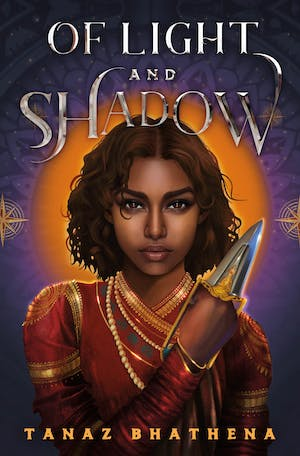 OF LIGHT
AND
SHADOW
TANAZ BHATHENA